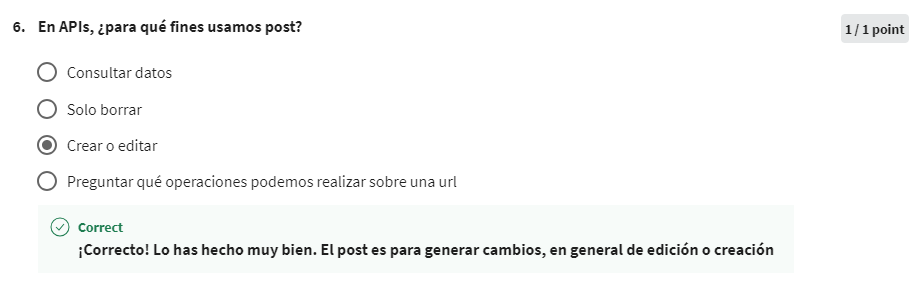 6. En APIs, ¿para qué fines usamos post?
1 / 1 point
Consultar datos
Solo borrar
Crear o editar
Preguntar qué operaciones podemos realizar sobre una url
Correct
¡Correcto! Lo has hecho muy bien. El post es para generar cambios, en general de edición o creación